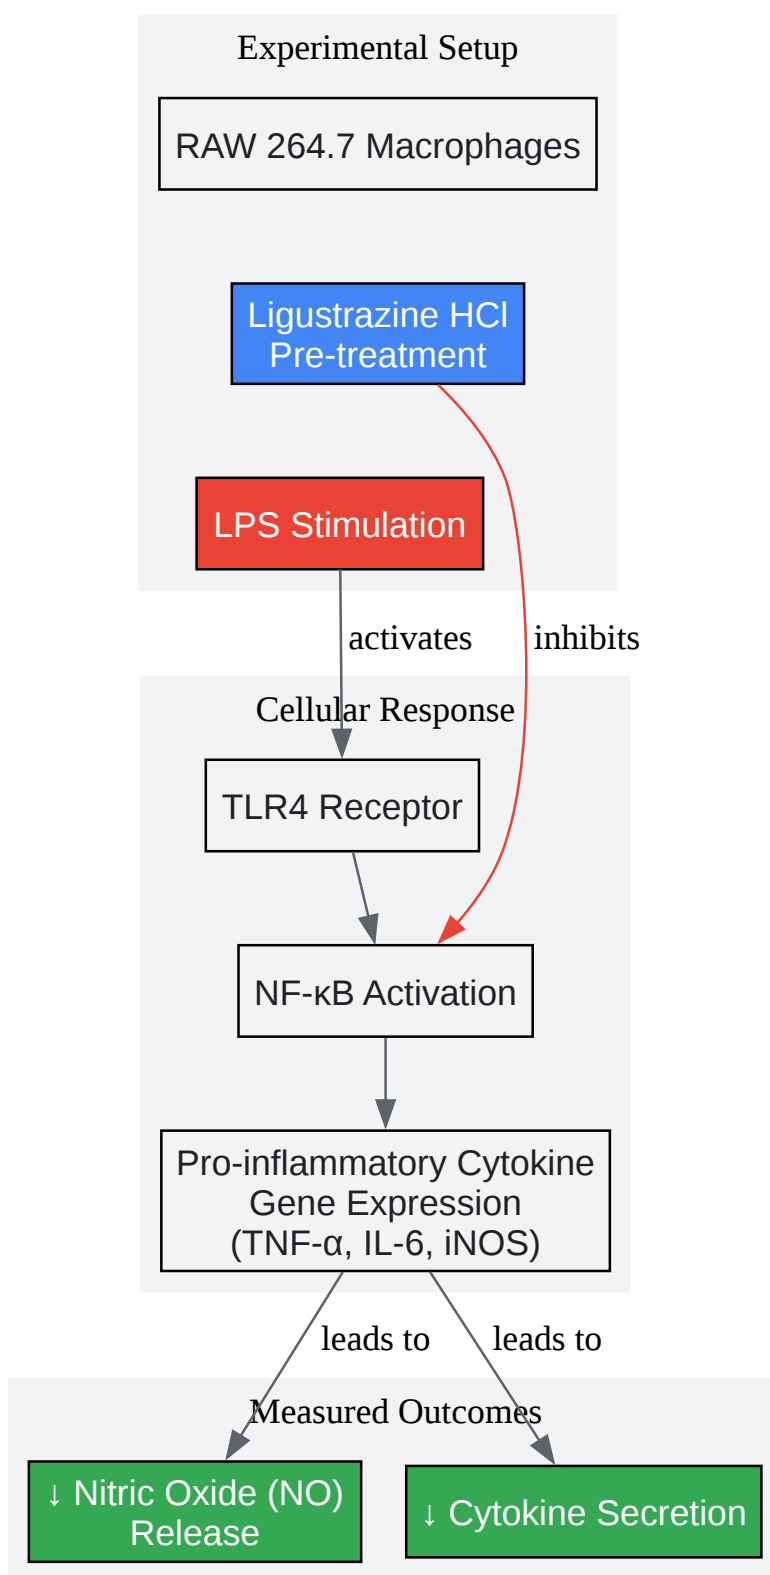 Experimental Setup
RAW 264.7 Macrophages
Ligustrazine HCl
Pre-treatment
LPS Stimulation
activates
inhibits
Cellular Response
TLR4 Receptor
NF-κB Activation
Pro-inflammatory Cytokine
Gene Expression
(TNF-α, IL-6, iNOS)
leads to
leads to
Measured Outcomes
↓ Nitric Oxide (NO)
Release
↓ Cytokine Secretion